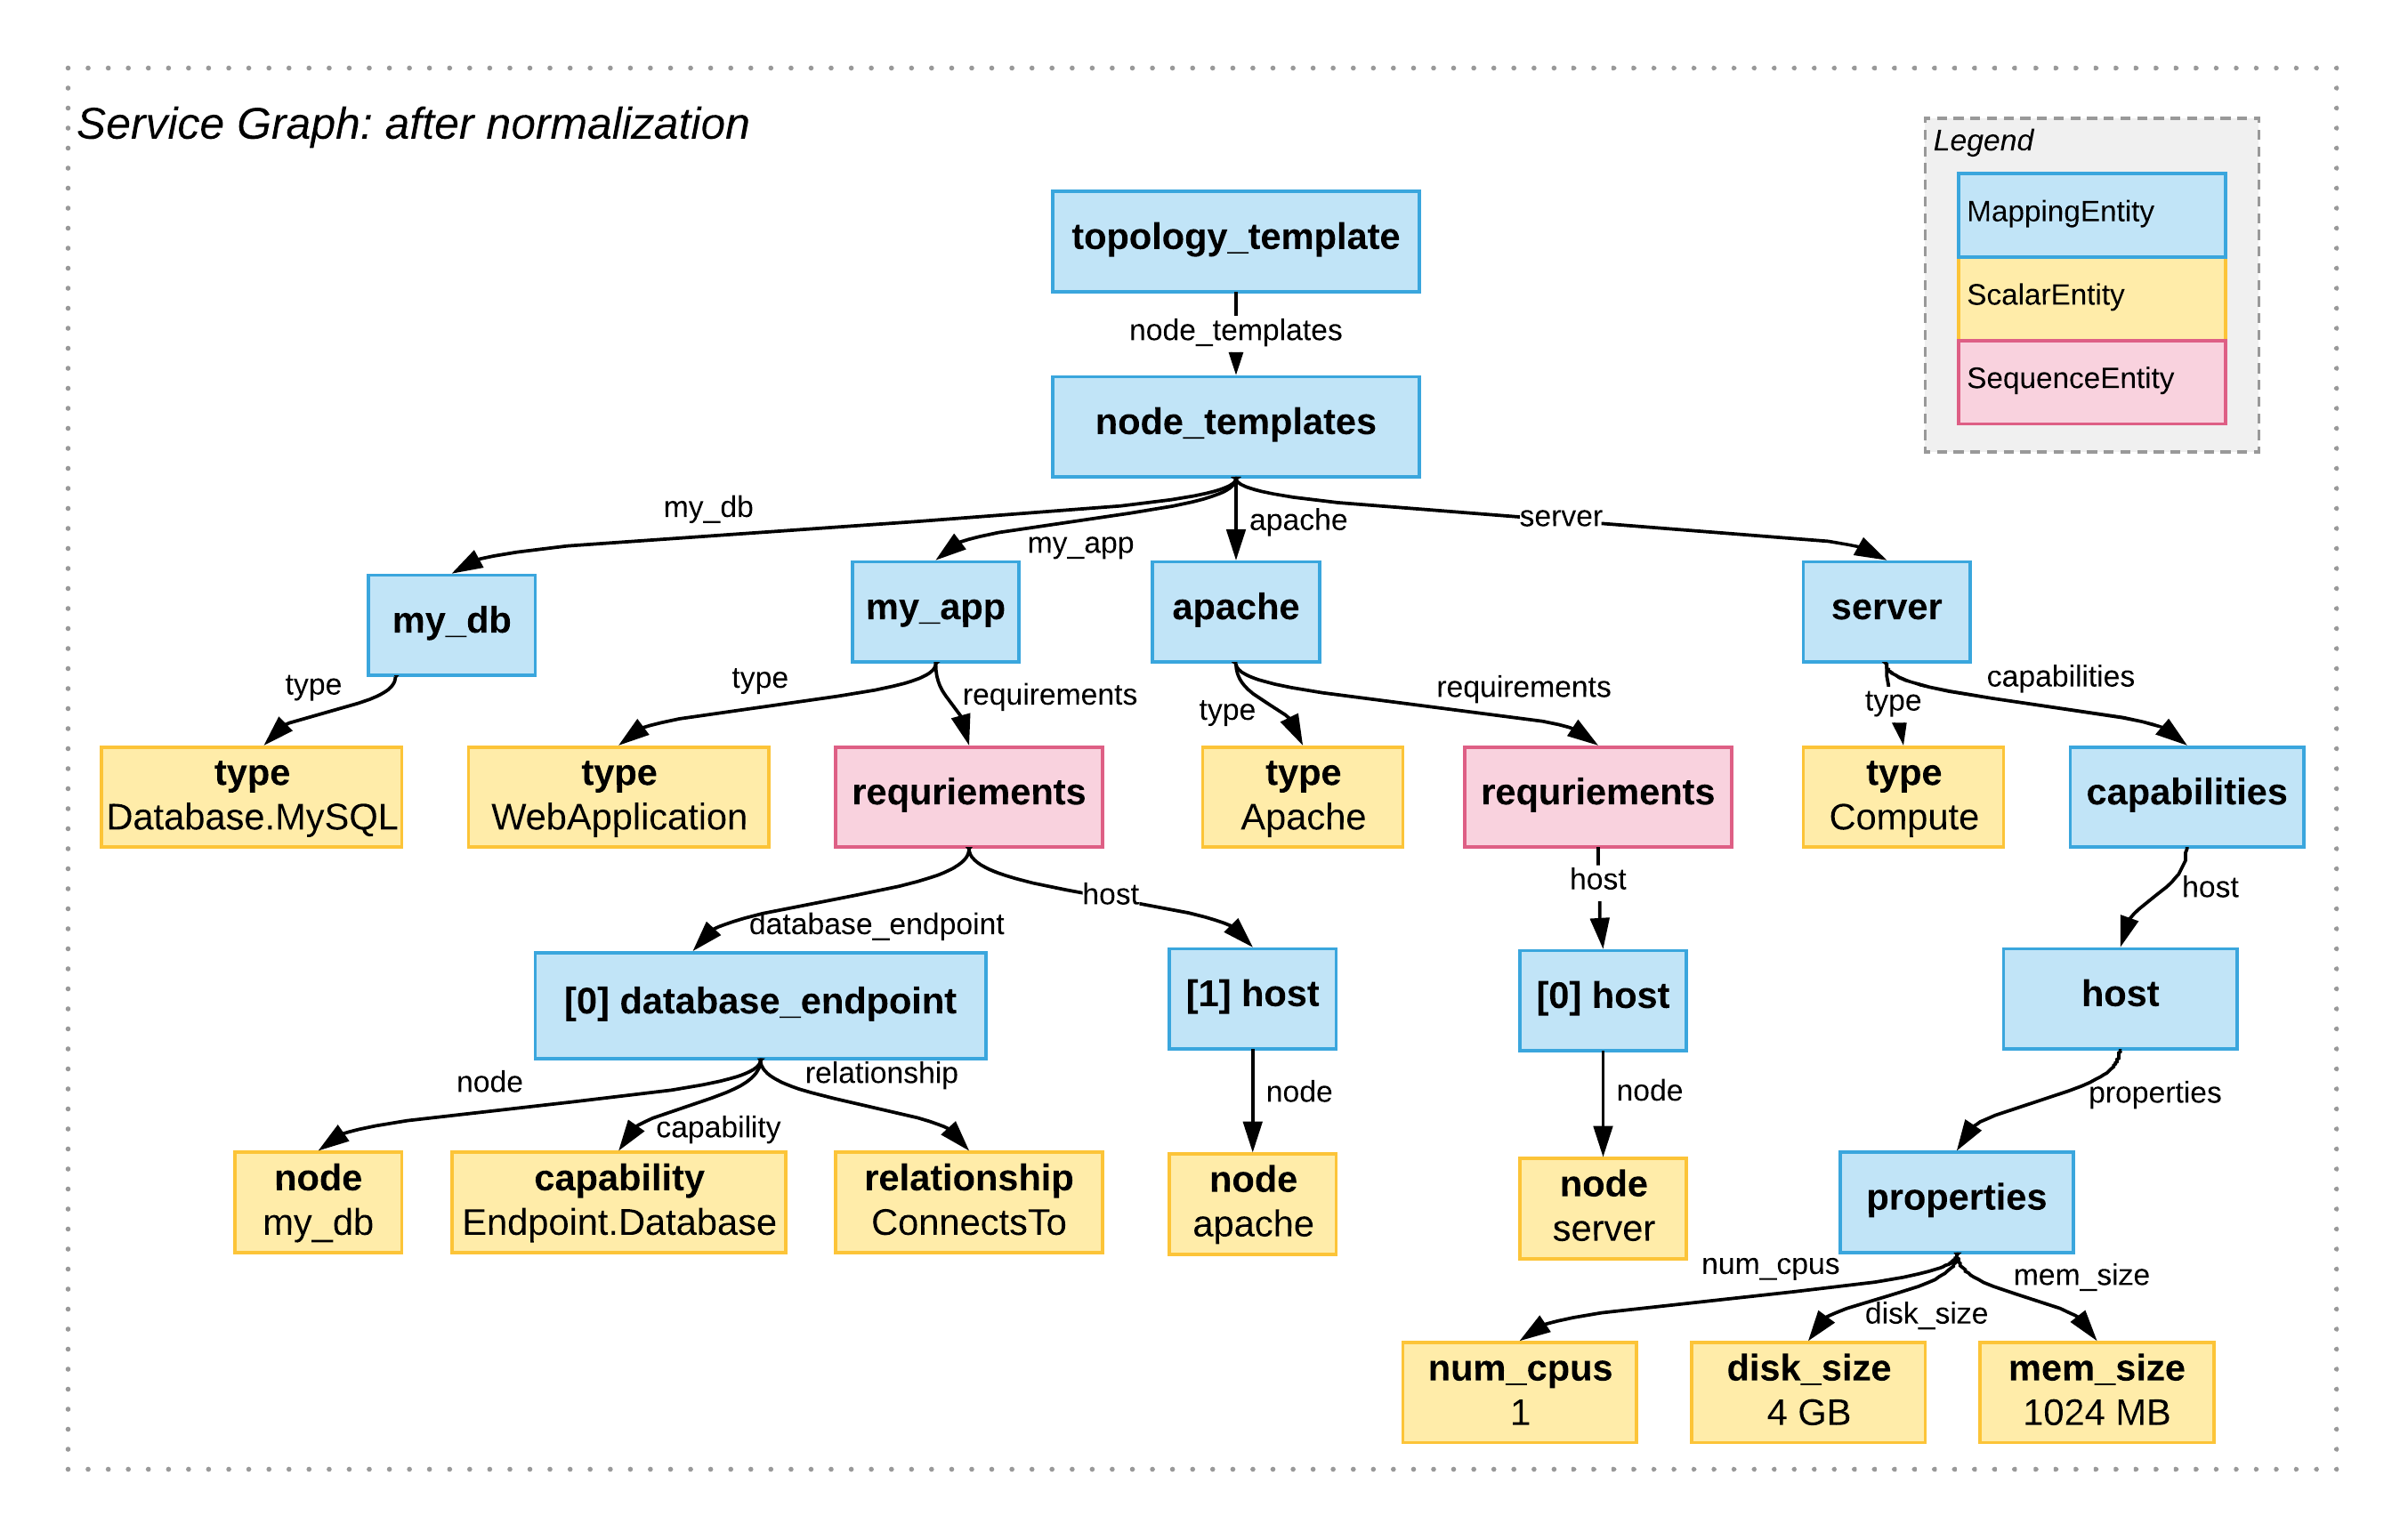 Service Graph: after normalization
Legend
MappingEntity
ScalarEntity
SequenceEntity
topology_template
node_templates
node_templates
my_db
my_app
apache
server
my_db
my_app
apache
server
type
type
requirements
type
requirements
type
capabilities
type
Database.MySQL
type
WebApplication
requriements
type
Apache
requriements
type
Compute
capabilities
database_endpoint
host
host
host
[0] database_endpoint
[1] host
[0] host
host
node
capability
relationship
node
node
properties
node
my_db
capability
Endpoint.Database
relationship
ConnectsTo
node
apache
node
server
properties
num_cpus
disk_size
mem_size
num_cpus
1
disk_size
4 GB
mem_size
1024 MB